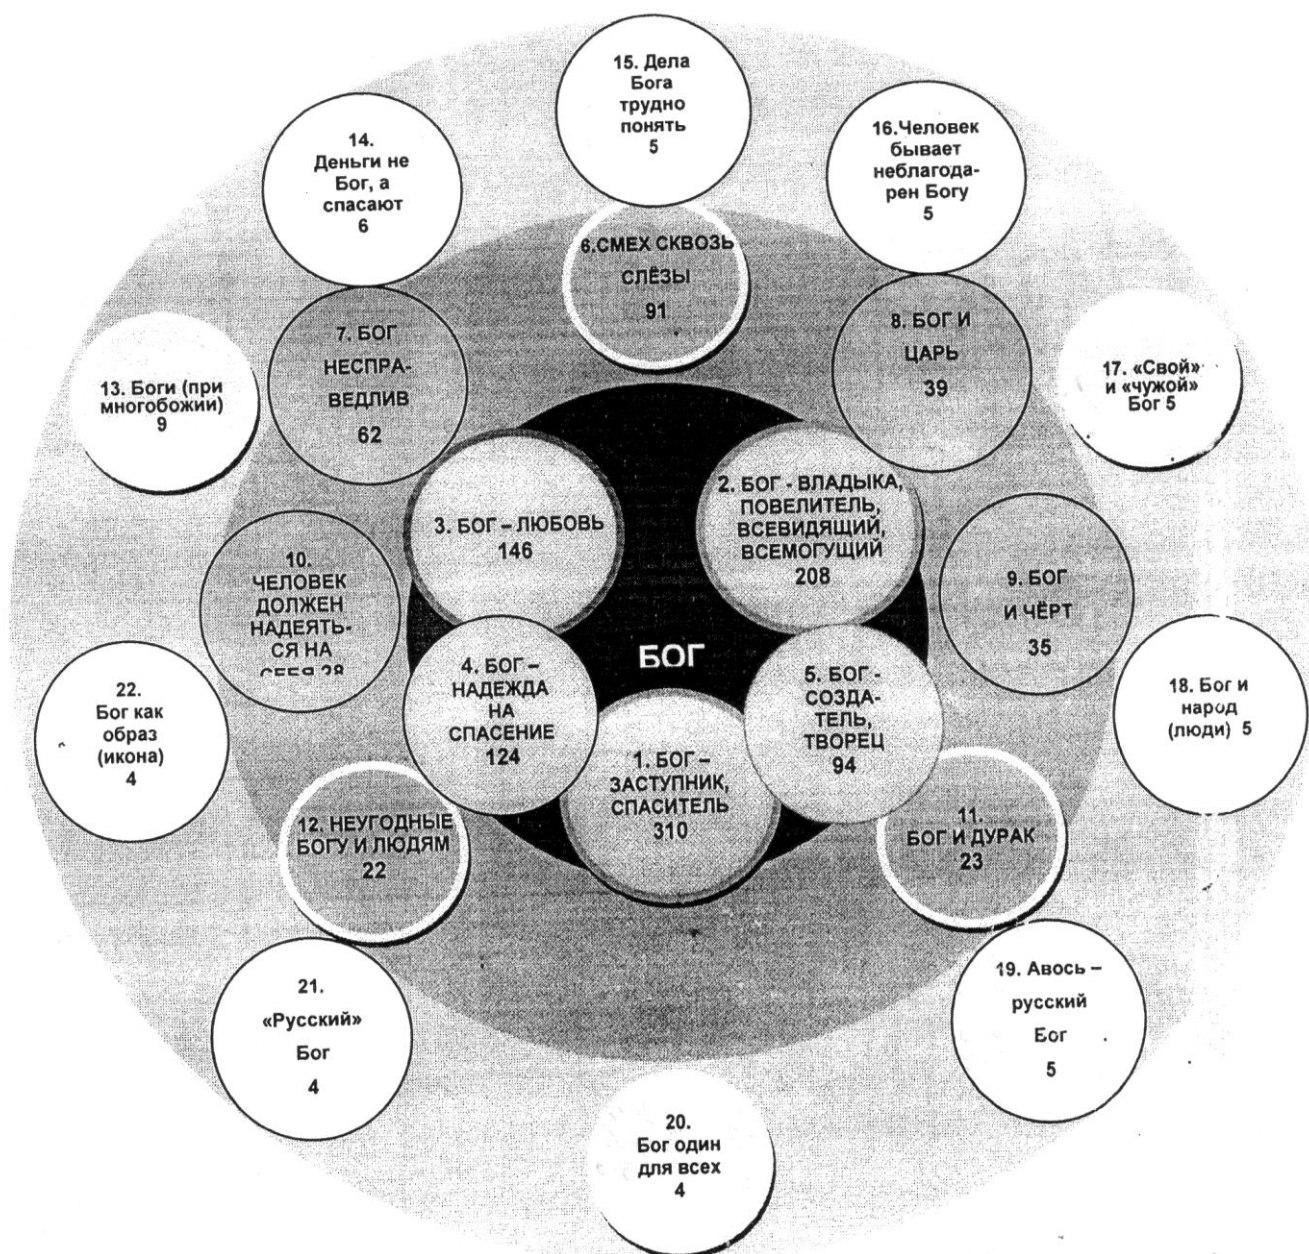 15. Дела
Бога
трудно
понять
5
14.
Деньги не
Бог, а
спасают
6
16.Человек
бывает
неблагода-
рен Богу
5
6.СМЕХ СКВОЗЬ
СЛЁЗЫ
91
7. БОГ
НЕСПРА-
ВЕДЛИВ
62
8. БОГ И
ЦАРЬ
39
13. Боги (при
многобожии)
9
17. «Свой»
и «чужой»
Бог 5
3. БОГ – ЛЮБОВЬ
146
2. БОГ - ВЛАДЫКА,
ПОВЕЛИТЕЛЬ,
ВСЕВИДЯЩИЙ,
ВСЕМОГУЩИЙ
208
10.
ЧЕЛОВЕК
ДОЛЖЕН
НАДЕЯТЬ-
СЯ НА
СЕБЯ 28
9. БОГ
И ЧЁРТ
35
БОГ
4. БОГ –
НАДЕЖДА
НА
СПАСЕНИЕ
124
5. БОГ -
СОЗДА-
ТЕЛЬ,
ТВОРЕЦ
94
22.
Бог как
образ
(икона)
4
18. Бог и
народ
(люди) 5
1. БОГ –
ЗАСТУПНИК,
СПАСИТЕЛЬ
310
12. НЕУГОДНЫЕ
БОГУ И ЛЮДЯМ
22
11.
БОГ И ДУРАК
23
21.
«Русский»
Бог
4
19. Авось –
русский
Бог
5
20.
Бог один
для всех
4